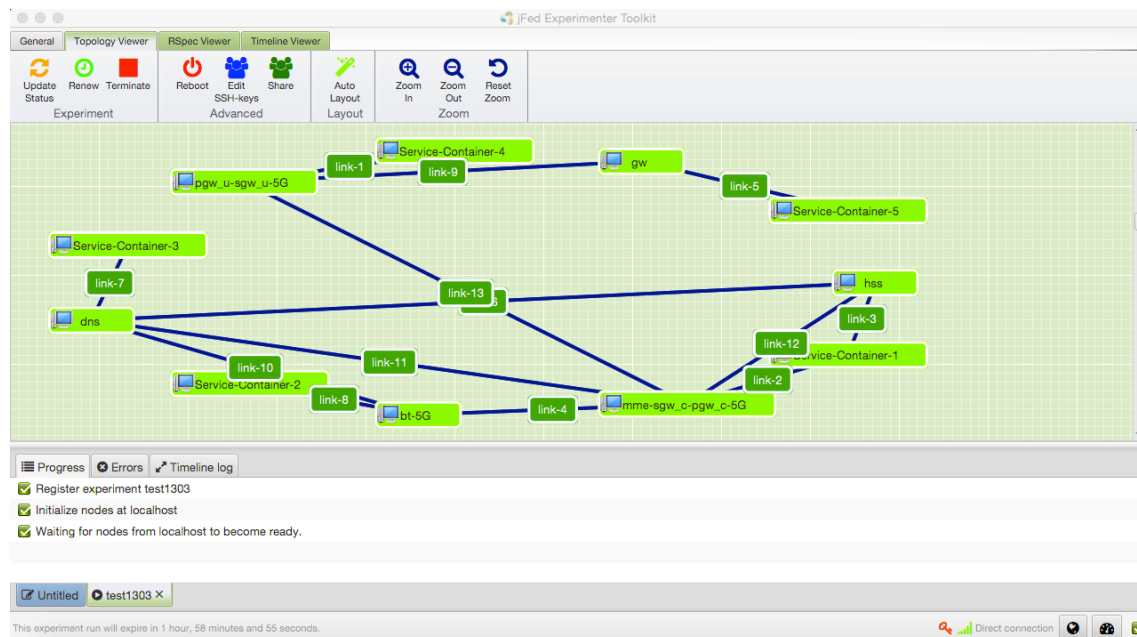 jFed Experimenter Toolkit
General Topology Viewer RSpec Viewer Timeline Viewer
Update Status Renew Terminate Reboot Edit SSH-keys Share Auto Layout Zoom In Zoom Out Reset Zoom
Experiment Advanced Layout Zoom
Service-Container-4
link-1
gw
link-9
pgw_u-sgw_u-5G
link-5
Service-Container-5
Service-Container-3
link-7
hss
link-13
dns
link-3
link-12
link-11
link-10
link-2
Service-Container-2
link-8
mme-sgw_c-pgw_c-5G
link-4
bt-5G
Progress Errors Timeline log
Register experiment test1303
Initialize nodes at localhost
Waiting for nodes from localhost to become ready.
Untitled test1303
This experiment run will expire in 1 hour, 58 minutes and 55 seconds.
Direct connection